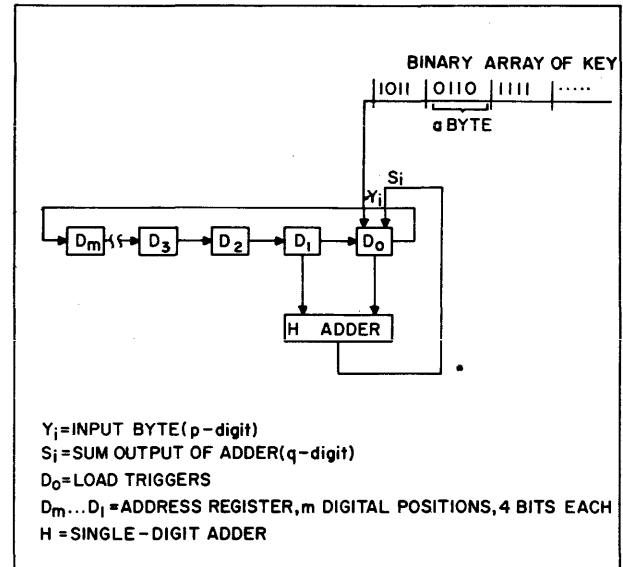 BINARY ARRAY OF KEY
1011 0110 1111 .....
a BYTE
Si
Yi
Dm D3 D2 D1 D0
H ADDER
Yi=INPUT BYTE(p-digit)
Si=SUM OUTPUT OF ADDER(q-digit)
D0=LOAD TRIGGERS
Dm...D1=ADDRESS REGISTER,m DIGITAL POSITIONS,4 BITS EACH
H =SINGLE-DIGIT ADDER